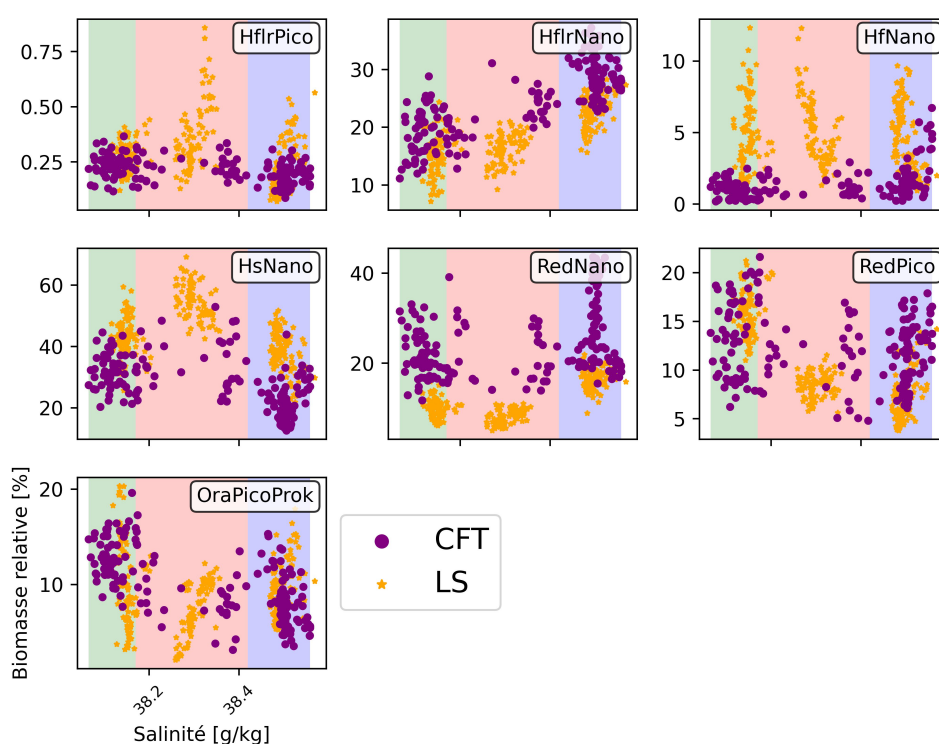 HflrPico
HflrNano
HfNano
0.75
0.50
0.25
30
20
10
10
5
0
HsNano
RedNano
RedPico
60
40
20
40
20
20
15
10
5
OraPicoProk
20
10
38.2
38.4
Biomasse relative [%]
Salinité [g/kg]
CFT
LS